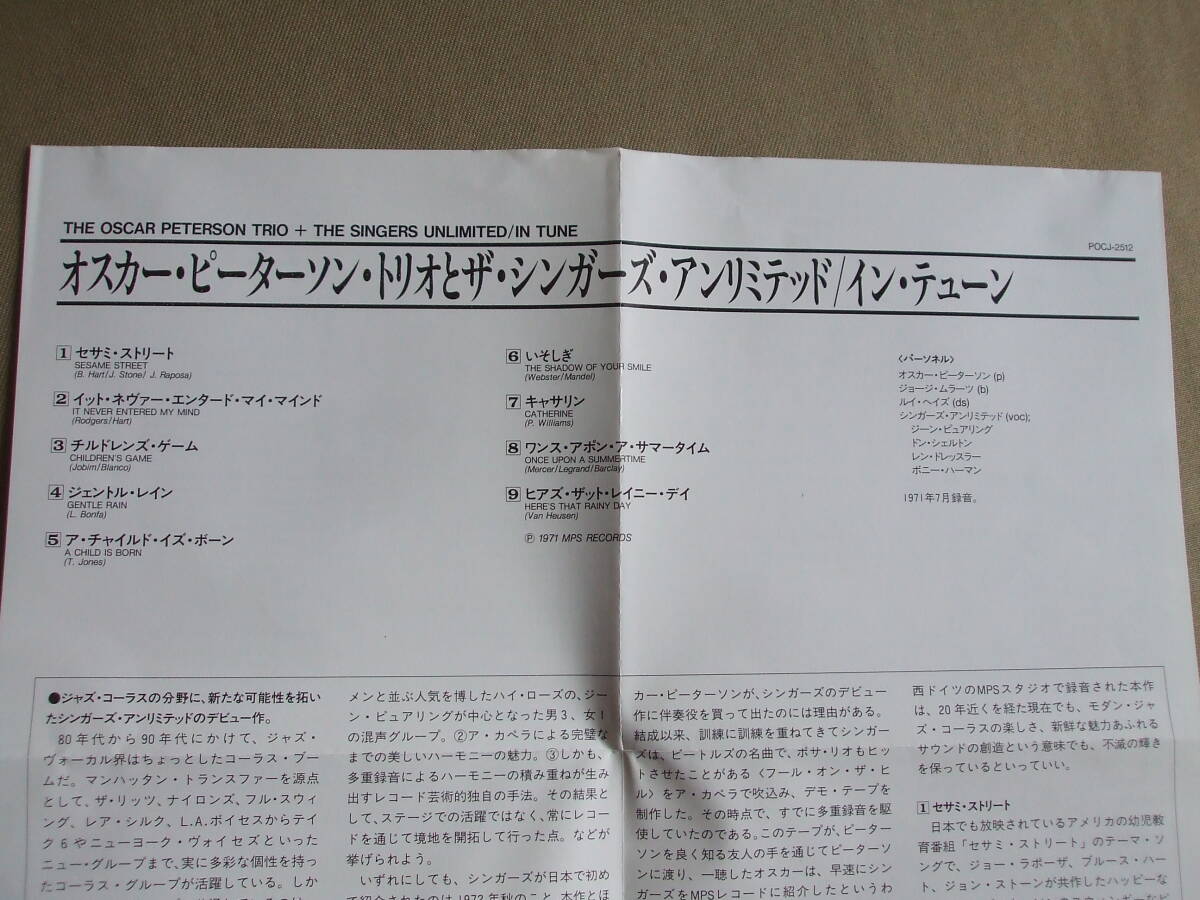 THE OSCAR PETERSON TRIO + THE SINGERS UNLIMITED/IN TUNE
POCJ-2512
オスカー・ピーターソン・トリオとザ・シンガーズ・アンリミテッド/イン・テューン
1 セサミ・ストリート
SESAME STREET
(B. Hart/J. Stone/J. Raposa)
2 イット・ネヴァー・エンタード・マイ・マインド
IT NEVER ENTERED MY MIND
(Rodgers/Hart)
3 チルドレンズ・ゲーム
CHILDREN'S GAME
(Jobim/Blanco)
4 ジェントル・レイン
GENTLE RAIN
(L. Bonfa)
5 ア・チャイルド・イズ・ボーン
A CHILD IS BORN
(T. Jones)
6 いそしぎ
THE SHADOW OF YOUR SMILE
(Webster/Mandel)
7 キャサリン
CATHERINE
(P. Williams)
8 ワンス・アポン・ア・サマータイム
ONCE UPON A SUMMERTIME
(Mercer/Legrand/Barclay)
9 ヒアズ・ザット・レイニー・デイ
HERE'S THAT RAINY DAY
(Van Heusen)
Ⓟ 1971 MPS RECORDS
〈パーソネル〉
オスカー・ピーターソン (p)
ジョージ・ムラーツ (b)
ルイ・ヘイズ (ds)
シンガーズ・アンリミテッド (voc);
ジーン・ピュアリング
ドン・シェルトン
レン・ドレッスラー
ボニー・ハーマン
1971年7月録音。
●ジャズ・コーラスの分野に、新たな可能性を拓い
たシンガーズ・アンリミテッドのデビュー作。
80年代から90年代にかけて、ジャズ・
ヴォーカル界はちょっとしたコーラス・ブー
ムだ。マンハッタン・トランスファーを源点
として、ザ・リッツ、ナイロンズ、フル・スウィ
ング、レア・シルク、L.A.ボイセスからテイ
ク6やニューヨーク・ヴォイセズといった
ニュー・グループまで、実に多彩な個性を持っ
たコーラス・グループが活躍している。しか
メンと並ぶ人気を博したハイ・ローズの、ジー
ン・ピュアリングが中心となった男3、女1
の混声グループ。②ア・カペラによる完璧な
までの美しいハーモニーの魅力。③しかも、
多重録音によるハーモニーの積み重ねが生み
出すレコード芸術的独自の手法。その結果と
して、ステージでの活躍ではなく、常にレコー
ドを通じて境地を開拓して行った点。などが
挙げられよう。
いずれにしても、シンガーズが日本で初め
て紹介されたのは1972年秋のこと、本作とほ
カー・ピーターソンが、シンガーズのデビュー
作に伴奏役を買って出たのには理由がある。
結成以来、訓練に訓練を重ねてきてシンガー
ズは、ビートルズの名曲で、ボサ・リオもヒッ
トさせたことがある〈フール・オン・ザ・ヒ
ル〉をア・カペラで吹込み、デモ・テープを
制作した。その時点で、すでに多重録音を駆
使していたのである。このテープが、ピーター
ソンを良く知る友人の手を通じてピーターソ
ンに渡り、一聴したオスカーは、早速にシン
ガーズをMPSレコードに紹介したというわ
西ドイツのMPSスタジオで録音された本作
は、20年近くを経た現在でも、モダン・ジャ
ズ・コーラスの楽しさ、新鮮な魅力あふれる
サウンドの創造という意味でも、不滅の輝き
を保っているといっていい。
1 セサミ・ストリート
日本でも放映されているアメリカの幼児教
育番組「セサミ・ストリート」のテーマ・ソ
ングで、ジョー・ラポーザ、ブルース・ハー
ト、ジョン・ストーンが共作したハッピーな